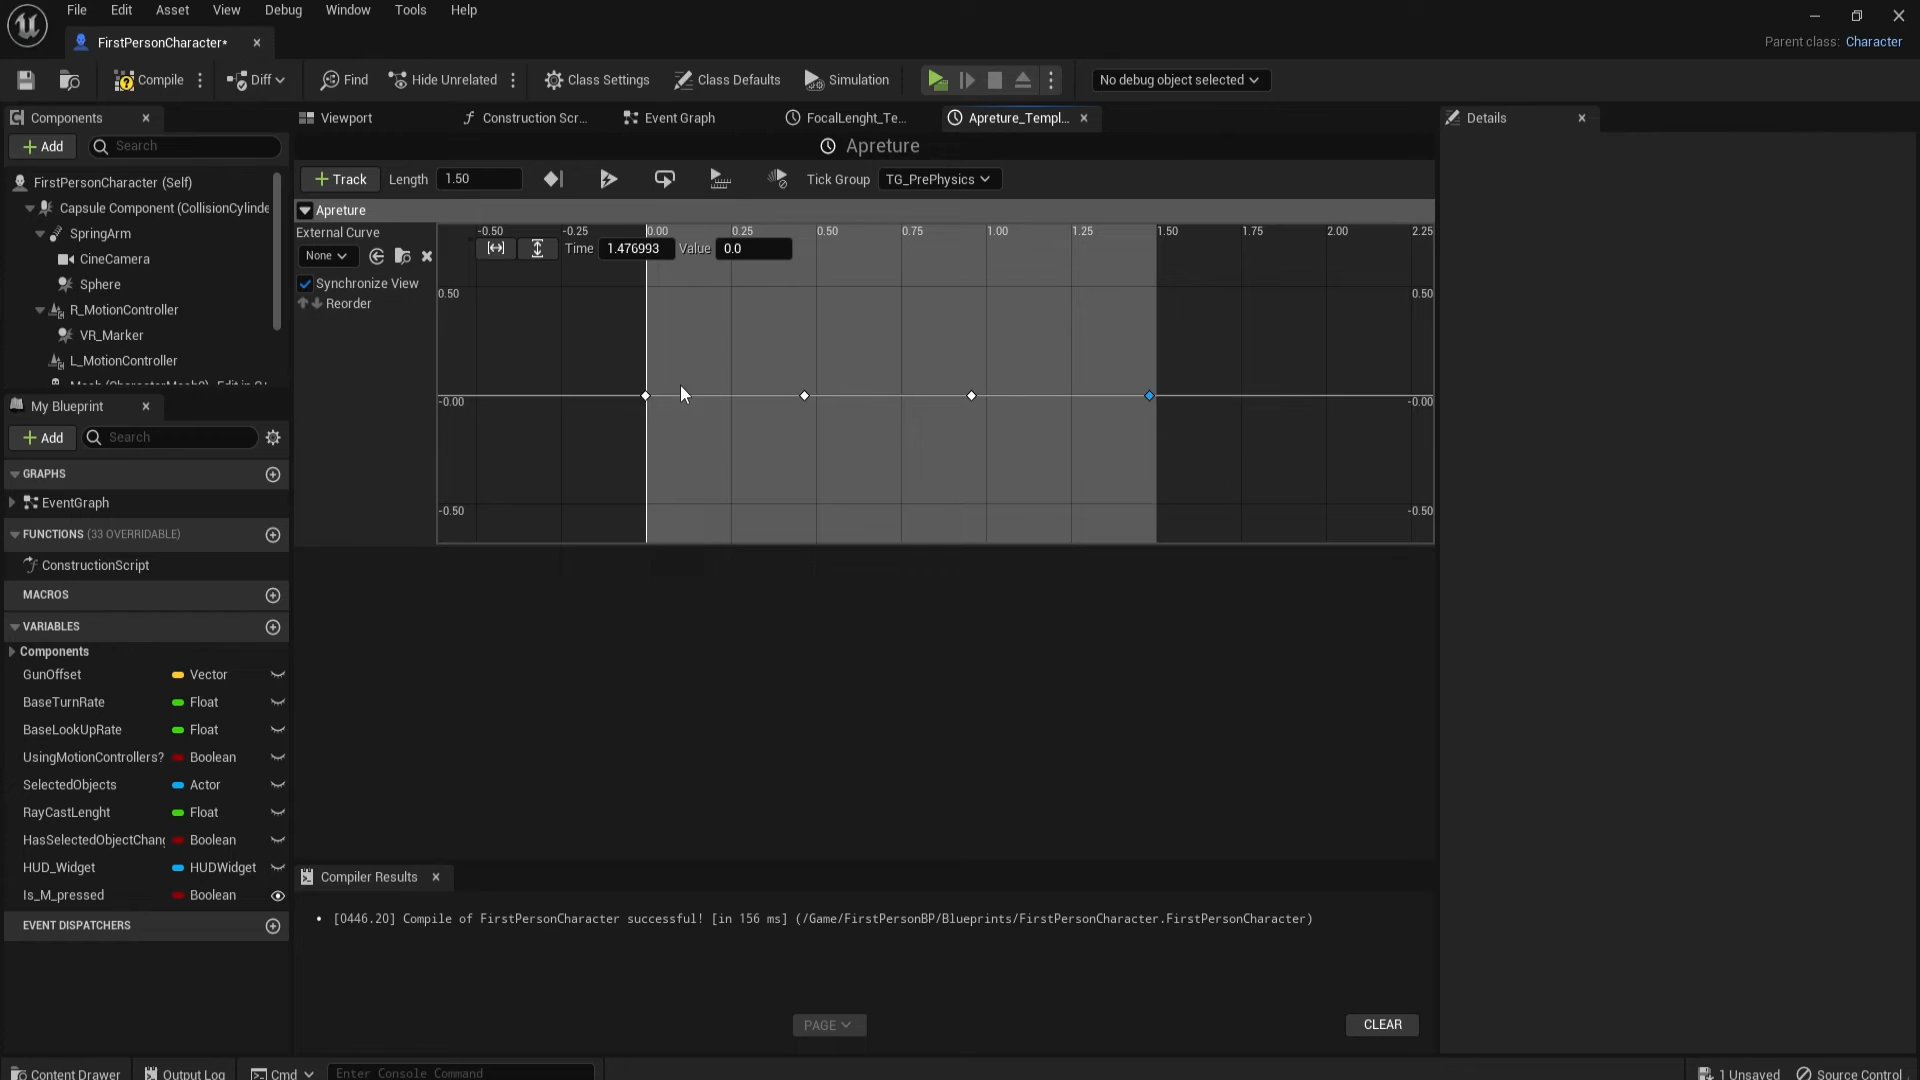 File Edit Asset View Debug Window Tools Help
FirstPersonCharacter*
Parent class: Character
Compile Diff Find Hide Unrelated Class Settings Class Defaults Simulation No debug object selected
Components
Viewport Construction Scr... Event Graph FocalLenght_Te... Apreture_Templ... Details
Add Search
Apreture
Track Length 1.50 Tick Group TG_PrePhysics
FirstPersonCharacter (Self)
Capsule Component (CollisionCylinde
SpringArm
CineCamera
Sphere
R_MotionController
VR_Marker
L_MotionController
Apreture
External Curve
None
Synchronize View
Reorder
-0.50 -0.25 0.00 0.25 0.50 0.75 1.00 1.25 1.50 1.75 2.00 2.25
Time 1.476993 Value 0.0
0.50 0.50
-0.00 -0.00
-0.50 -0.50
My Blueprint
Add Search
GRAPHS
EventGraph
FUNCTIONS (33 OVERRIDABLE)
ConstructionScript
MACROS
VARIABLES
Components
GunOffset Vector
BaseTurnRate Float
BaseLookUpRate Float
UsingMotionControllers? Boolean
SelectedObjects Actor
RayCastLenght Float
HasSelectedObjectChang Boolean
HUD_Widget HUDWidget
Is_M_pressed Boolean
EVENT DISPATCHERS
Compiler Results
[0446.20] Compile of FirstPersonCharacter successful! [in 156 ms] (/Game/FirstPersonBP/Blueprints/FirstPersonCharacter.FirstPersonCharacter)
PAGE CLEAR
Content Drawer Output Log Cmd Enter Console Command 1 Unsaved Source Control